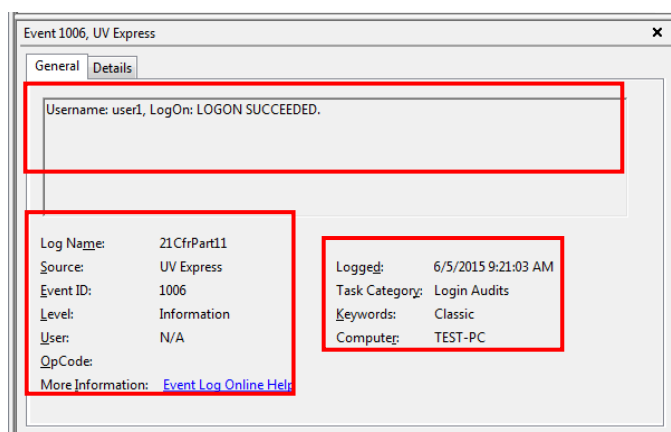 Event 1006, UV Express
General Details
Username: user1, LogOn: LOGON SUCCEEDED.
Log Name: 21CfrPart11
Source: UV Express Logged: 6/5/2015 9:21:03 AM
Event ID: 1006 Task Category: Login Audits
Level: Information Keywords: Classic
User: N/A Computer: TEST-PC
OpCode:
More Information: Event Log Online Help